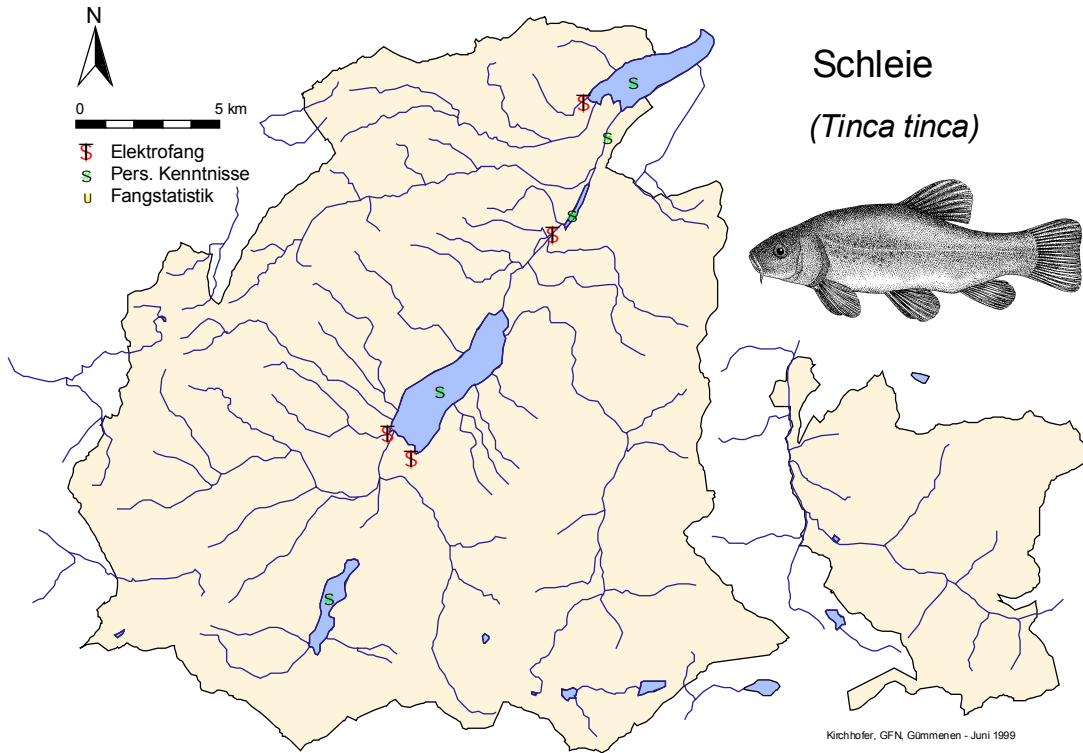 N
0 5 km
S Elektrofang
s Pers. Kenntnisse
u Fangstatistik
Schleie
(Tinca tinca)
S
s
s
s
S
s
S
S
s
Kirchhofer, GFN, Gümmenen - Juni 1999